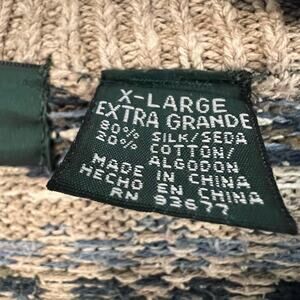 X-LARGE
EXTRA GRANDE
80% SILK/SEDA
20% COTTON/
ALGODON
MADE IN CHINA
HECHO EN CHINA
RN 93677